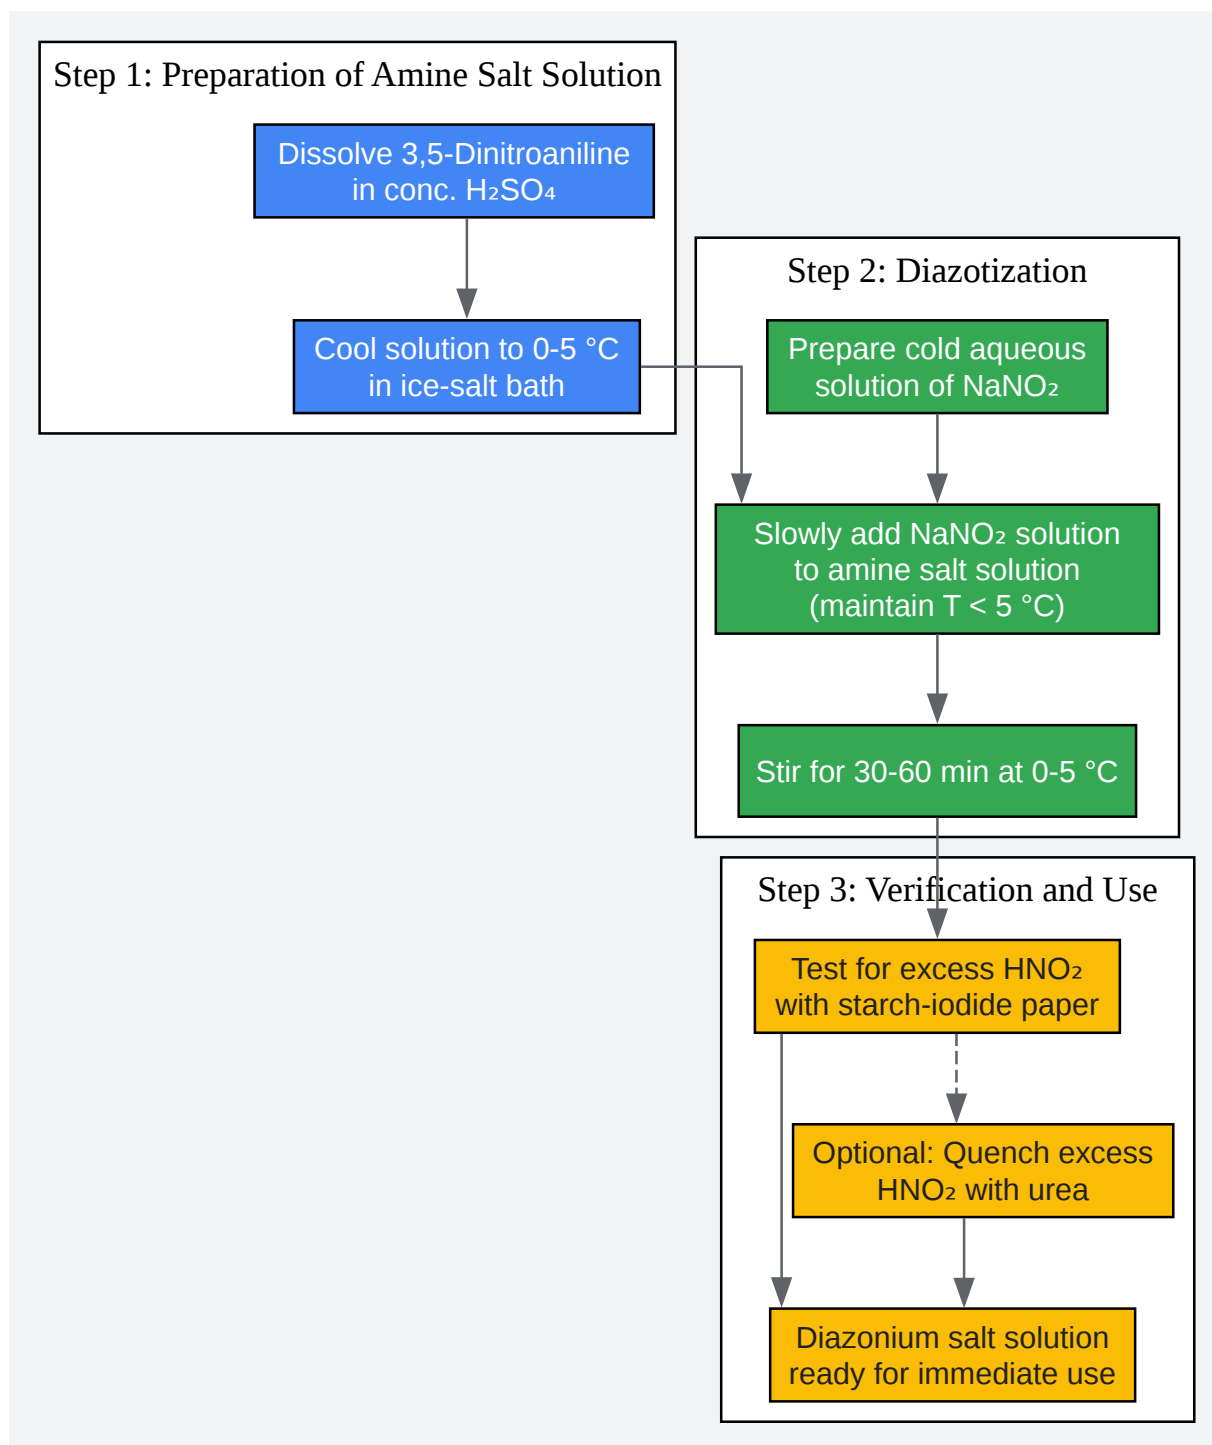 Step 1: Preparation of Amine Salt Solution
Dissolve 3,5-Dinitroaniline
in conc. H₂SO₄
Cool solution to 0-5 °C
in ice-salt bath
Step 2: Diazotization
Prepare cold aqueous
solution of NaNO₂
Slowly add NaNO₂ solution
to amine salt solution
(maintain T < 5 °C)
Stir for 30-60 min at 0-5 °C
Step 3: Verification and Use
Test for excess HNO₂
with starch-iodide paper
Optional: Quench excess
HNO₂ with urea
Diazonium salt solution
ready for immediate use